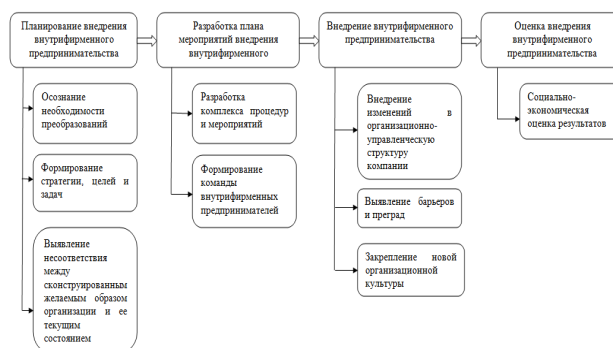 Планирование внедрения
внутрифирменного
предпринимательства
Разработка плана
мероприятий внедрения
внутрифирменного
Внедрение внутрифирменного
предпринимательства
Оценка внедрения
внутрифирменного
предпринимательства
Осознание
необходимости
преобразований
Формирование
стратегии, целей и
задач
Выявление
несоответствия
между
сконструированным
желаемым образом
организации и ее
текущим
состоянием
Разработка
комплекса процедур
и мероприятий
Формирование
команды
внутрифирменных
предпринимателей
Внедрение
изменений в
организационно-
управленческую
структуру
компании
Выявление барьеров
и преград
Закрепление новой
организационной
культуры
Социально-
экономическая
оценка результатов